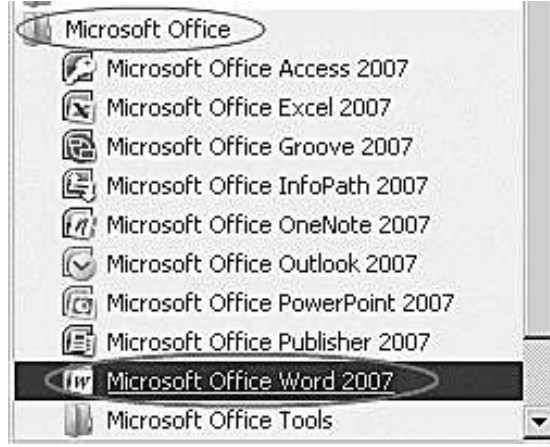 Microsoft Office
Microsoft Office Access 2007
Microsoft Office Excel 2007
Microsoft Office Groove 2007
Microsoft Office InfoPath 2007
Microsoft Office OneNote 2007
Microsoft Office Outlook 2007
Microsoft Office PowerPoint 2007
Microsoft Office Publisher 2007
Microsoft Office Word 2007
Microsoft Office Tools